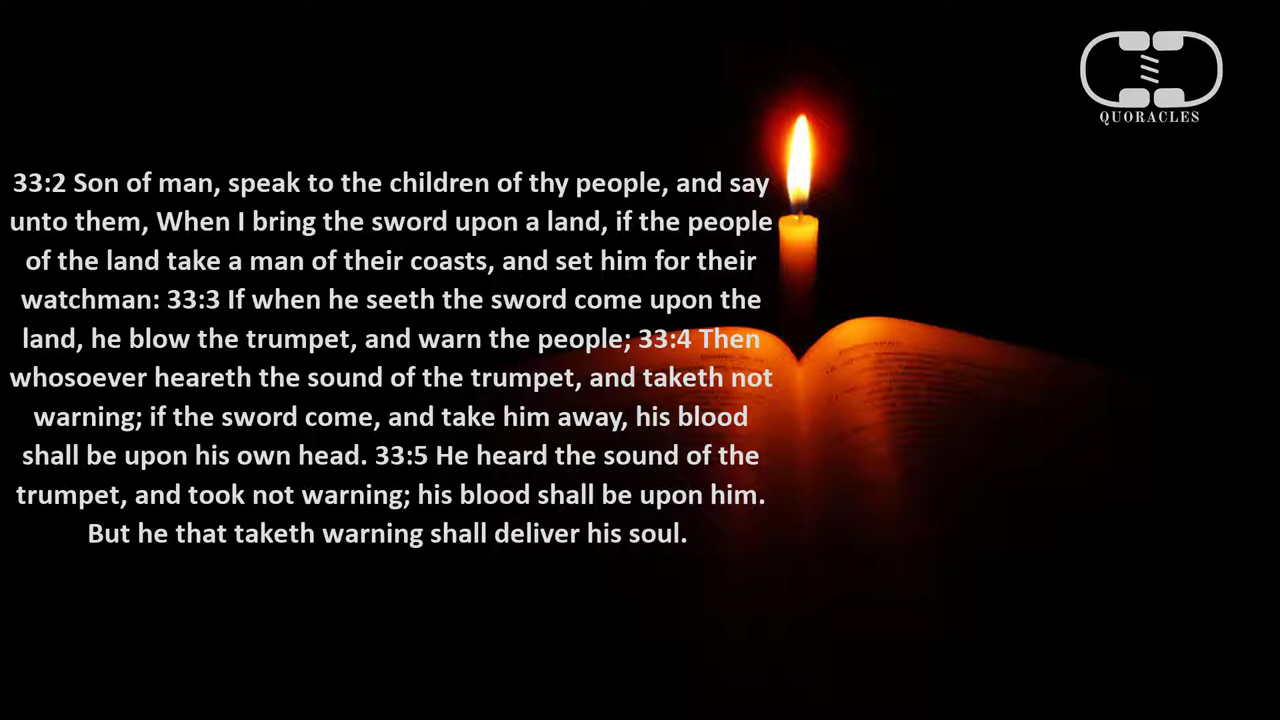 QUORACLES
33:2 Son of man, speak to the children of thy people, and say
unto them, When I bring the sword upon a land, if the people
of the land take a man of their coasts, and set him for their
watchman: 33:3 If when he seeth the sword come upon the
land, he blow the trumpet, and warn the people; 33:4 Then
whosoever heareth the sound of the trumpet, and taketh not
warning; if the sword come, and take him away, his blood
shall be upon his own head. 33:5 He heard the sound of the
trumpet, and took not warning; his blood shall be upon him.
But he that taketh warning shall deliver his soul.